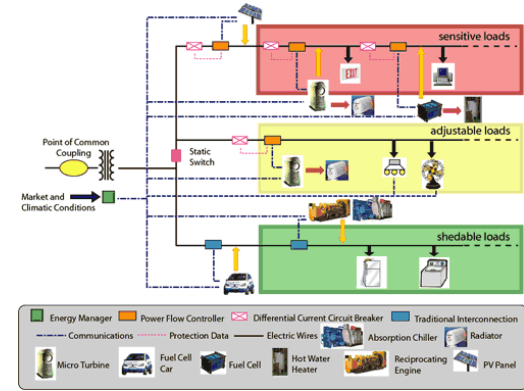 sensitive loads
EXIT
adjustable loads
Point of Common
Coupling
Static
Switch
Market and
Climatic Conditions
shedable loads
Energy Manager
Power Flow Controller
Differential Current Circuit Breaker
Traditional Interconnection
Communications
Protection Data
Electric Wires
Absorption Chiller
Radiator
Micro Turbine
Fuel Cell
Car
Fuel Cell
Hot Water
Heater
Reciprocating
Engine
PV Panel